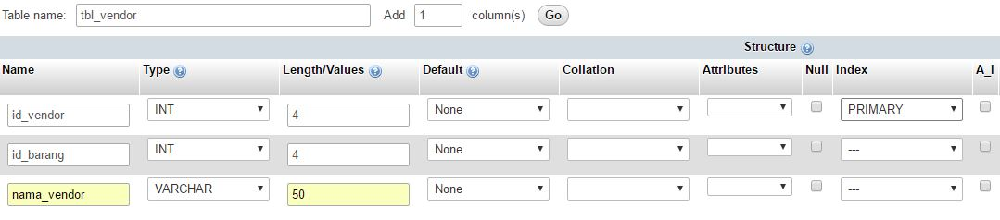 Table name: tbl_vendor Add 1 column(s) Go
Structure
Name Type Length/Values Default Collation Attributes Null Index A_I
id_vendor INT 4 None PRIMARY
id_barang INT 4 None ---
nama_vendor VARCHAR 50 None ---